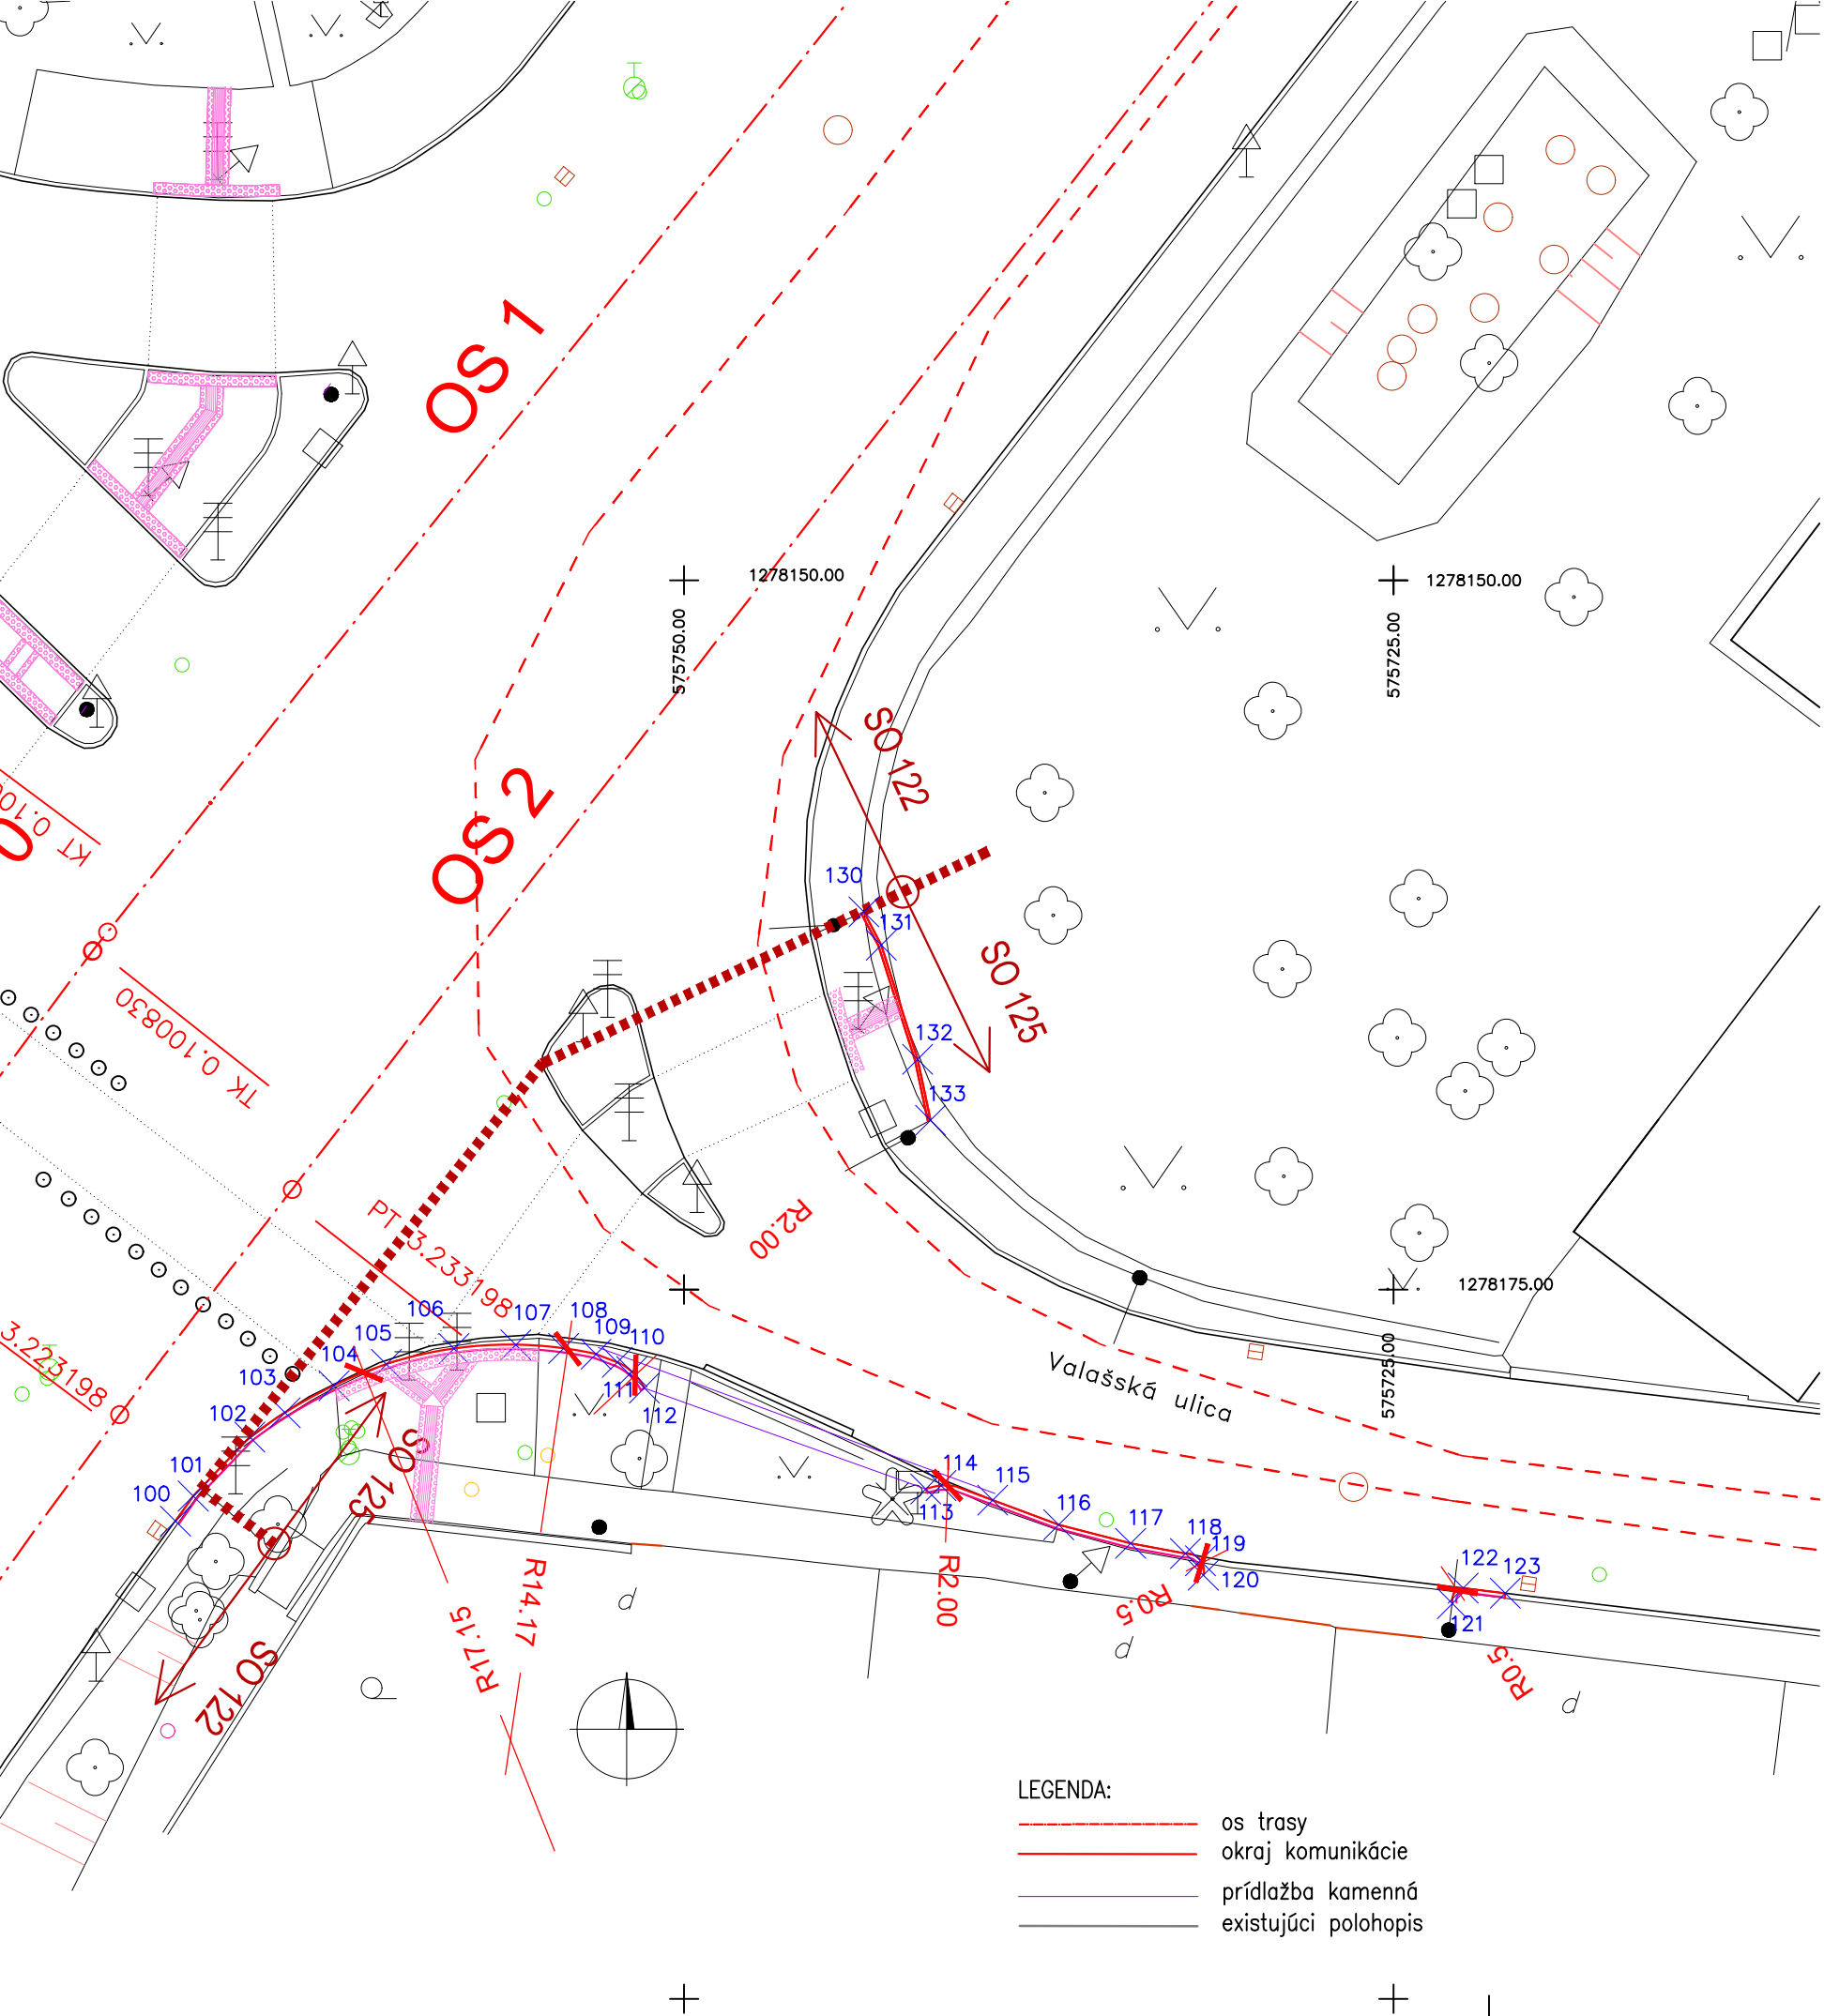 OS 1
1278150.00
1278150.00
575750.00
575725.00
SO 122
OS 2
KT 0.100
O
130
131
SO 125
132
133
TK 0.100830
PT 3.233198
R2.00
1278175.00
575725.00
3.223198
Valašská ulica
106
107
108
109
110
105
104
103
111
112
102
101
100
SO 125
114
115
113
116
117
118
119
120
122
123
121
R14.17
R17.15
R2.00
R0.5
R0.5
d
d
d
SO 122
LEGENDA:
os trasy
okraj komunikácie
prídlažba kamenná
existujúci polohopis